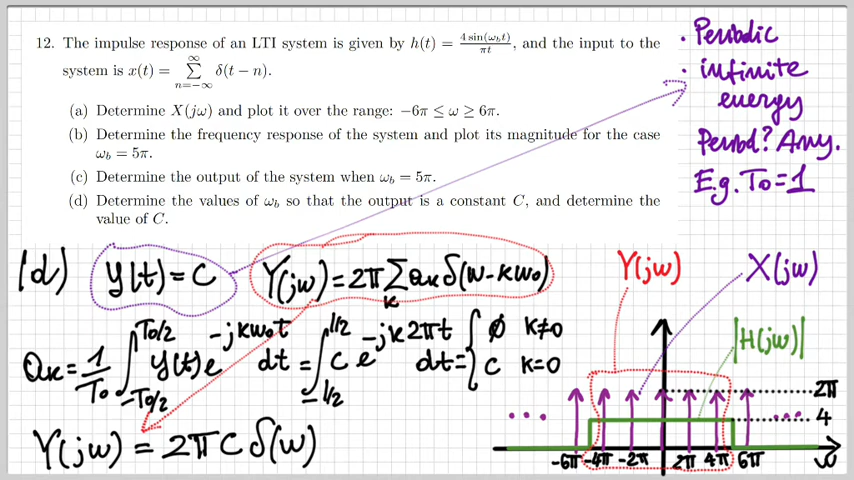 12. The impulse response of an LTI system is given by h(t) = 4 sin(ω_b t)/πt, and the input to the
system is x(t) = ∑_{n=−∞}^{∞} δ(t − n).
(a) Determine X(jω) and plot it over the range: −6π ≤ ω ≥ 6π.
(b) Determine the frequency response of the system and plot its magnitude for the case
ω_b = 5π.
(c) Determine the output of the system when ω_b = 5π.
(d) Determine the values of ω_b so that the output is a constant C, and determine the
value of C.
• Periodic
• infinite
energy
Period? Any.
E.g. T0=1
(d) y(t) = C
Y(jω) = 2π ∑_k a_k δ(ω−kω0)
a_k = 1/T0 ∫_{−T0/2}^{T0/2} y(t) e^{−jkω0t} dt = ∫_{−1/2}^{1/2} C e^{−jk2πt} dt = { 0 k≠0
C k=0
Y(jω) = 2πC δ(ω)
Y(jω)
X(jω)
|H(jω)|
2π
4
... ...
-6π -4π -2π 2π 4π 6π ω